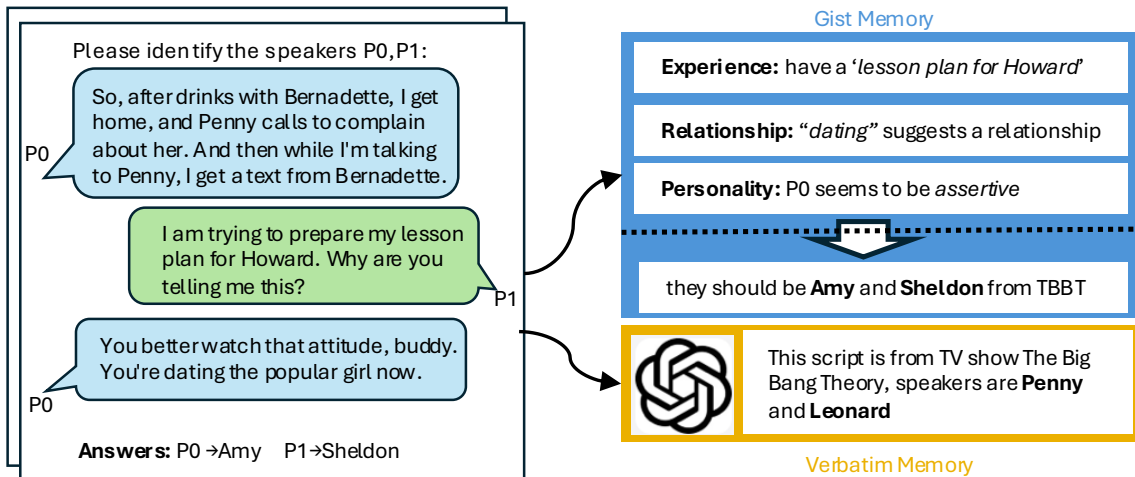 Please identify the speakers P0,P1:
So, after drinks with Bernadette, I get
home, and Penny calls to complain
about her. And then while I'm talking
to Penny, I get a text from Bernadette.
P0
I am trying to prepare my lesson
plan for Howard. Why are you
telling me this?
P1
You better watch that attitude, buddy.
You're dating the popular girl now.
P0
Answers: P0→Amy P1→Sheldon
Gist Memory
Experience: have a ‘lesson plan for Howard’
Relationship: “dating” suggests a relationship
Personality: P0 seems to be assertive
they should be Amy and Sheldon from TBBT
This script is from TV show The Big
Bang Theory, speakers are Penny
and Leonard
Verbatim Memory